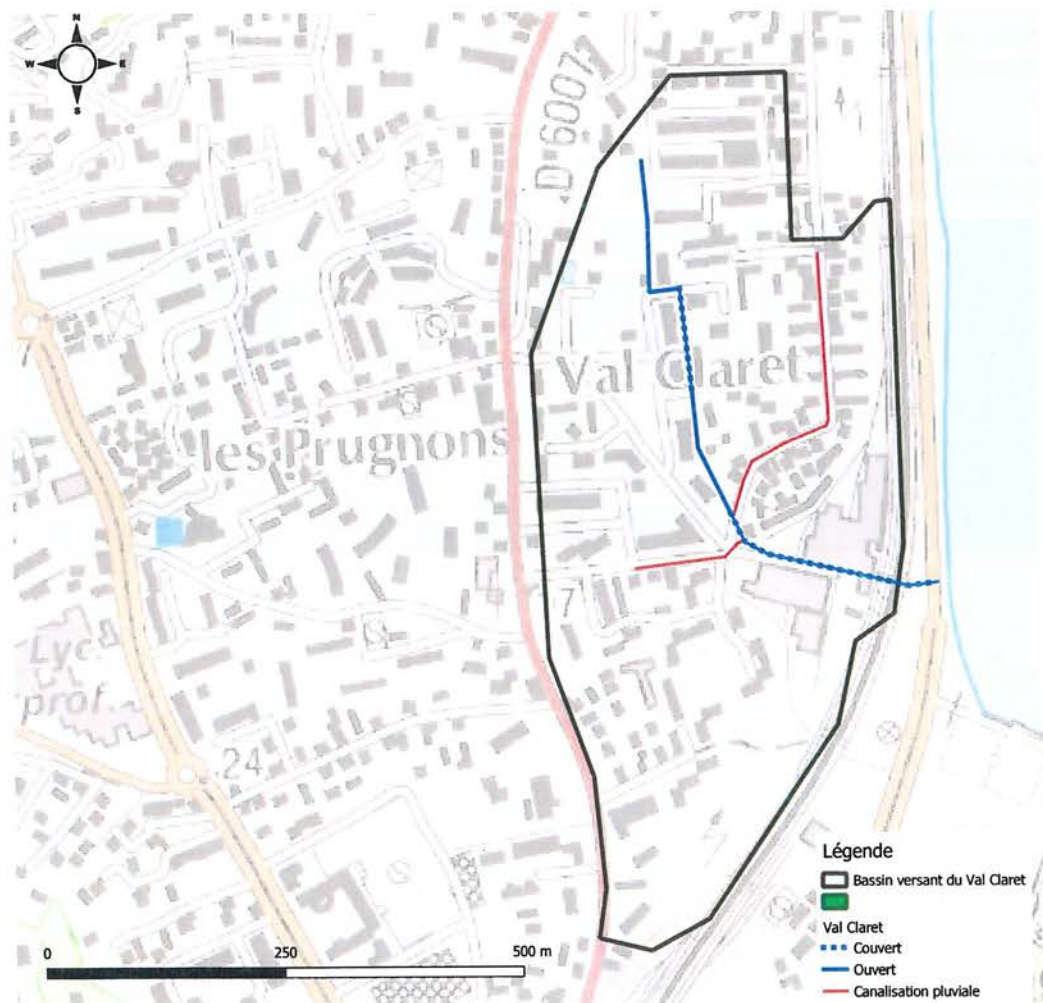 N
W E
S
D 6007
Val Claret
les Prugnons
7
Lyc.
prof.
24
0 250 500 m
Légende
Bassin versant du Val Claret
Val Claret
Couvert
Ouvert
Canalisation pluviale